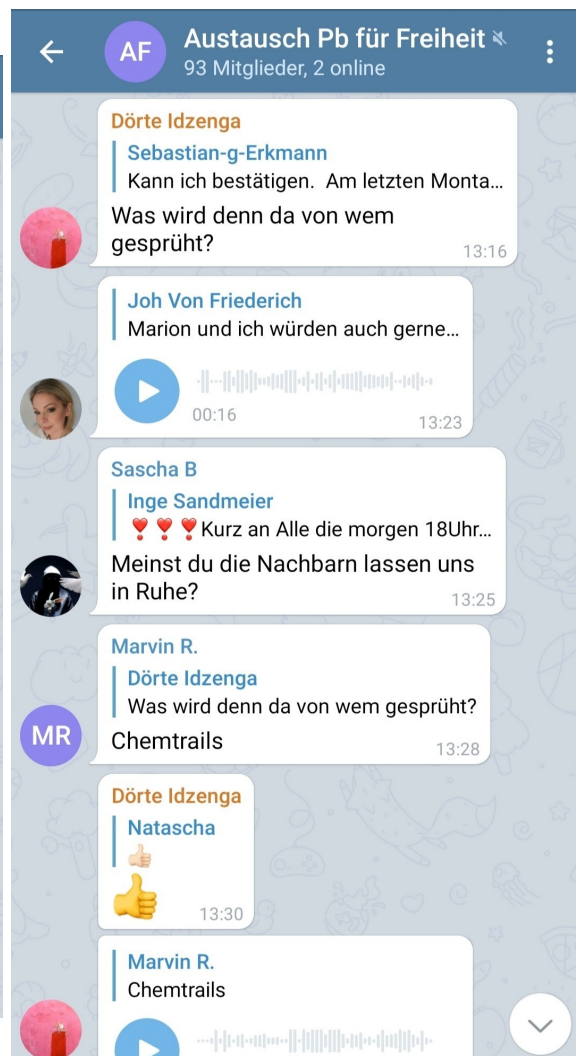 AF
Austausch Pb für Freiheit
93 Mitglieder, 2 online
Dörte Idzenga
Sebastian-g-Erkmann
Kann ich bestätigen. Am letzten Monta...
Was wird denn da von wem
gesprüht?
13:16
Joh Von Friederich
Marion und ich würden auch gerne...
00:16
13:23
Sascha B
Inge Sandmeier
❣️ ❣️ ❣️Kurz an Alle die morgen 18Uhr...
Meinst du die Nachbarn lassen uns
in Ruhe?
13:25
Marvin R.
Dörte Idzenga
Was wird denn da von wem gesprüht?
MR
Chemtrails
13:28
Dörte Idzenga
Natascha
👍🏻
👍
13:30
Marvin R.
Chemtrails